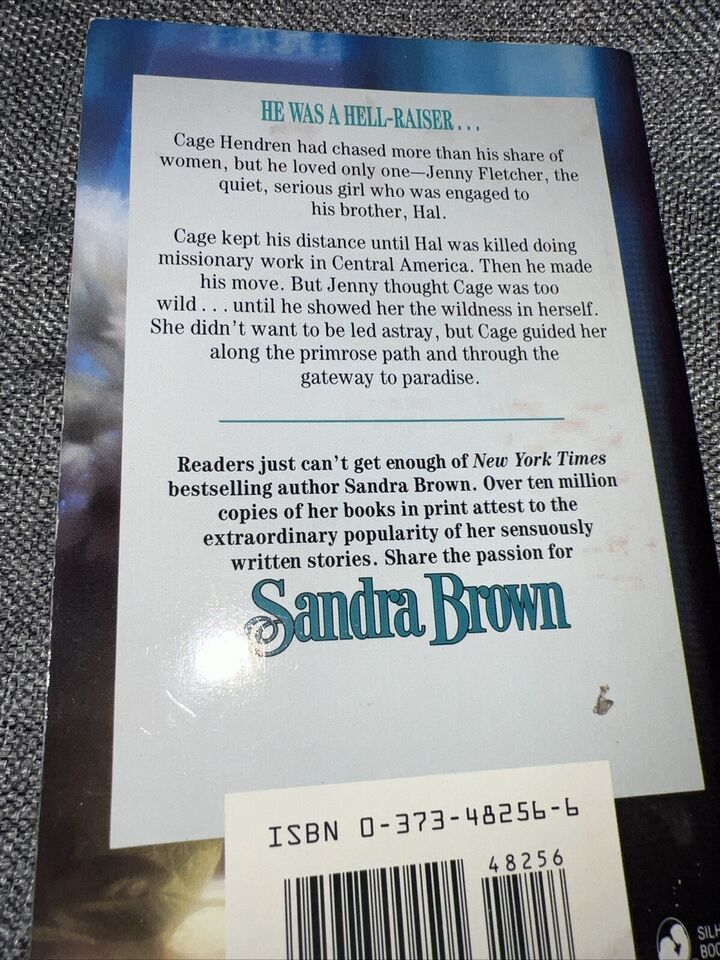 HE WAS A HELL-RAISER...
Cage Hendren had chased more than his share of
women, but he loved only one—Jenny Fletcher, the
quiet, serious girl who was engaged to
his brother, Hal.
Cage kept his distance until Hal was killed doing
missionary work in Central America. Then he made
his move. But Jenny thought Cage was too
wild... until he showed her the wildness in herself.
She didn't want to be led astray, but Cage guided her
along the primrose path and through the
gateway to paradise.
Readers just can't get enough of New York Times
bestselling author Sandra Brown. Over ten million
copies of her books in print attest to the
extraordinary popularity of her sensuously
written stories. Share the passion for
Sandra Brown
ISBN 0-373-48256-6
48256